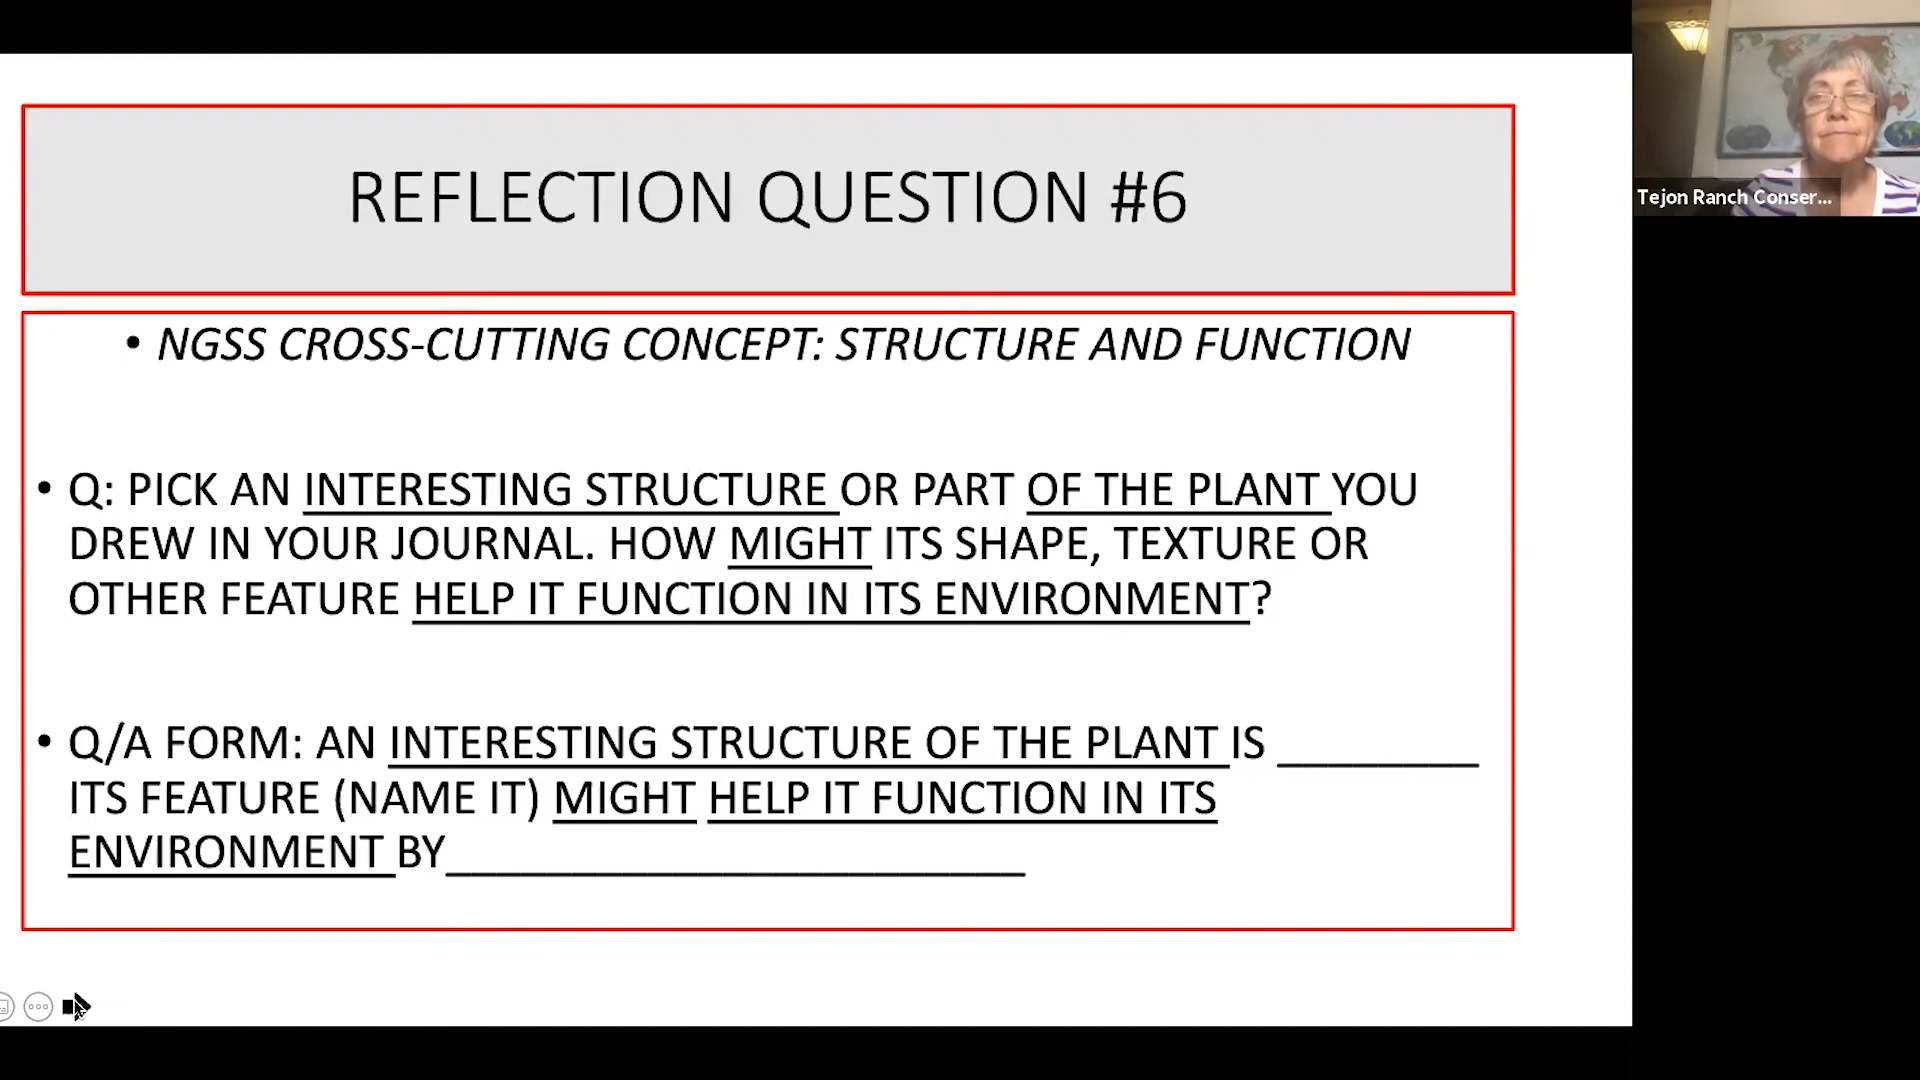 REFLECTION QUESTION #6
• NGSS CROSS-CUTTING CONCEPT: STRUCTURE AND FUNCTION
• Q: PICK AN INTERESTING STRUCTURE OR PART OF THE PLANT YOU
DREW IN YOUR JOURNAL. HOW MIGHT ITS SHAPE, TEXTURE OR
OTHER FEATURE HELP IT FUNCTION IN ITS ENVIRONMENT?
• Q/A FORM: AN INTERESTING STRUCTURE OF THE PLANT IS ________
ITS FEATURE (NAME IT) MIGHT HELP IT FUNCTION IN ITS
ENVIRONMENT BY_______________________
Tejon Ranch Conser...